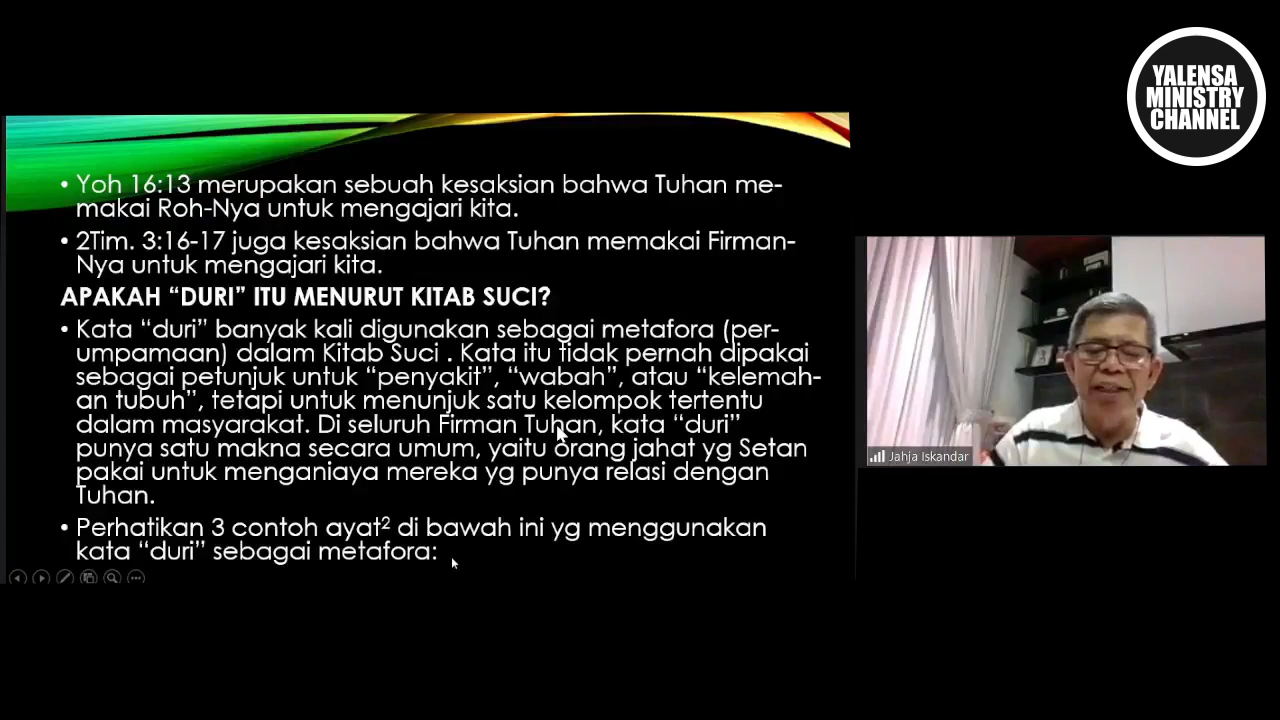 YALENSA
MINISTRY
CHANNEL
• Yoh 16:13 merupakan sebuah kesaksian bahwa Tuhan me-
makai Roh-Nya untuk mengajari kita.
• 2Tim. 3:16-17 juga kesaksian bahwa Tuhan memakai Firman-
Nya untuk mengajari kita.
APAKAH “DURI” ITU MENURUT KITAB SUCI?
• Kata “duri” banyak kali digunakan sebagai metafora (per-
umpamaan) dalam Kitab Suci . Kata itu tidak pernah dipakai
sebagai petunjuk untuk “penyakit”, “wabah”, atau “kelemah-
an tubuh”, tetapi untuk menunjuk satu kelompok tertentu
dalam masyarakat. Di seluruh Firman Tuhan, kata “duri”
punya satu makna secara umum, yaitu orang jahat yg Setan
pakai untuk menganiaya mereka yg punya relasi dengan
Tuhan.
• Perhatikan 3 contoh ayat² di bawah ini yg menggunakan
kata “duri” sebagai metafora:
Jahja Iskandar